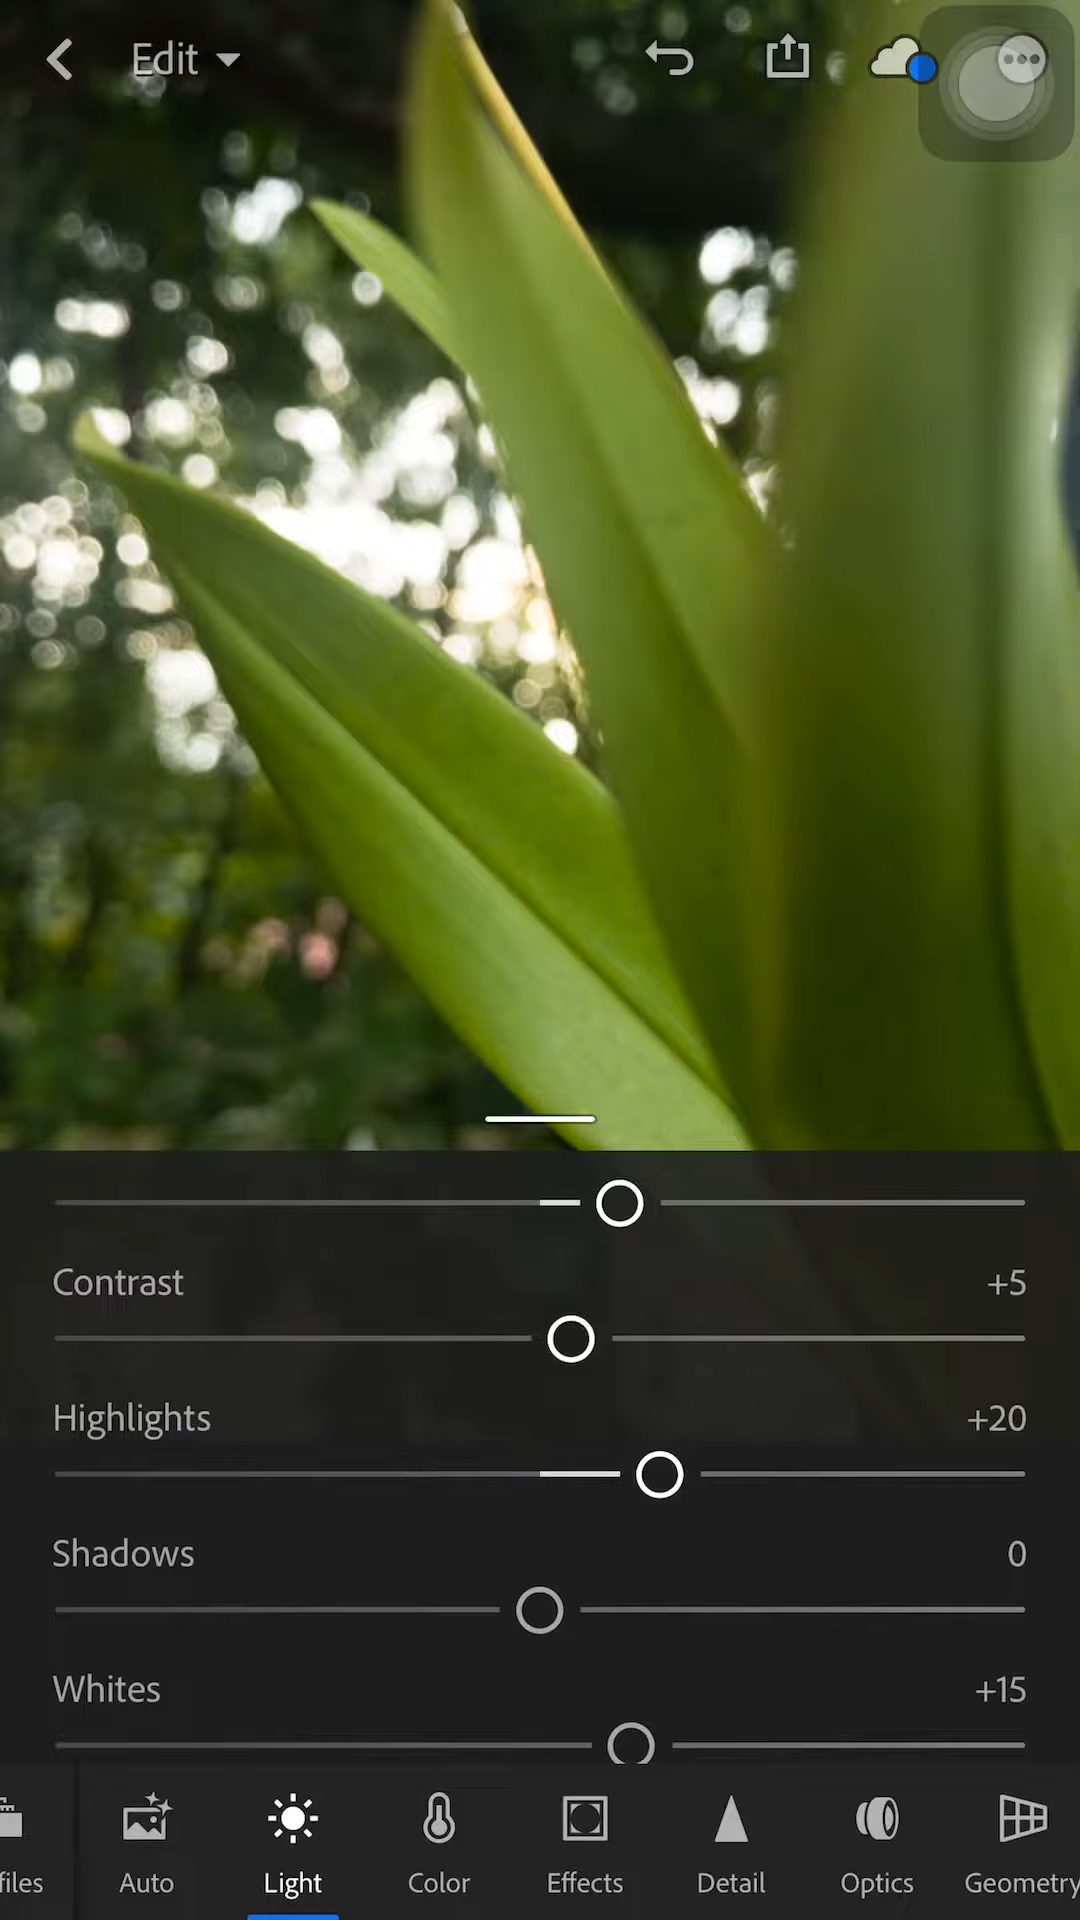 Edit
Contrast +5
Highlights +20
Shadows 0
Whites +15
files Auto Light Color Effects Detail Optics Geometry